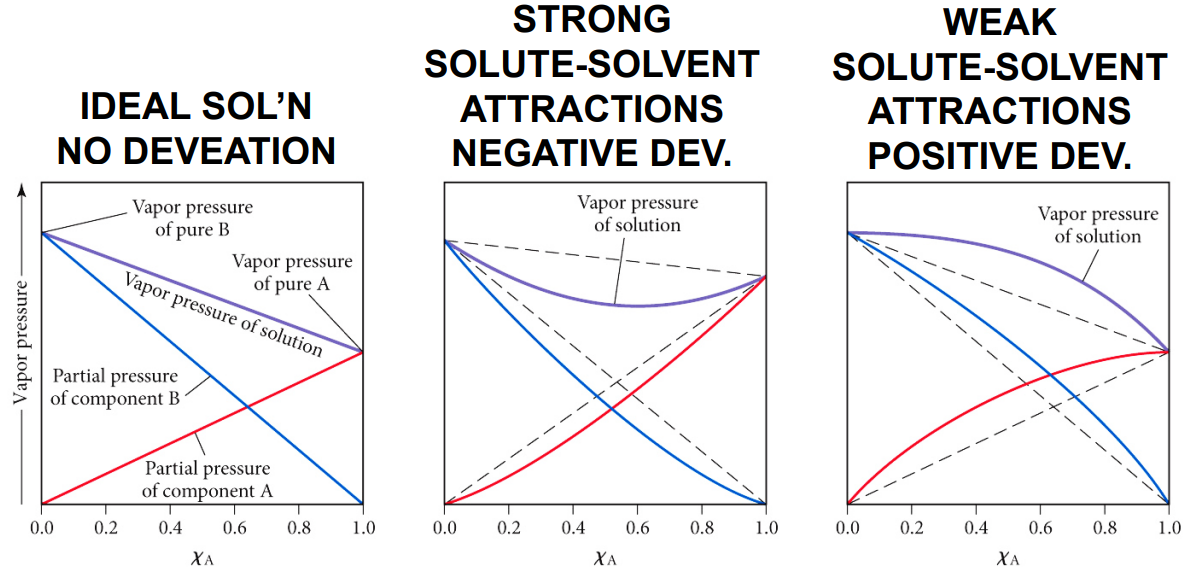 IDEAL SOL'N
NO DEVEATION
STRONG
SOLUTE-SOLVENT
ATTRACTIONS
NEGATIVE DEV.
WEAK
SOLUTE-SOLVENT
ATTRACTIONS
POSITIVE DEV.
Vapor pressure
Vapor pressure
of pure B
Vapor pressure
of pure A
Vapor pressure of solution
Partial pressure
of component B
Partial pressure
of component A
0.0 0.2 0.4 0.6 0.8 1.0
χA
Vapor pressure
of solution
0.0 0.2 0.4 0.6 0.8 1.0
χA
Vapor pressure
of solution
0.0 0.2 0.4 0.6 0.8 1.0
χA